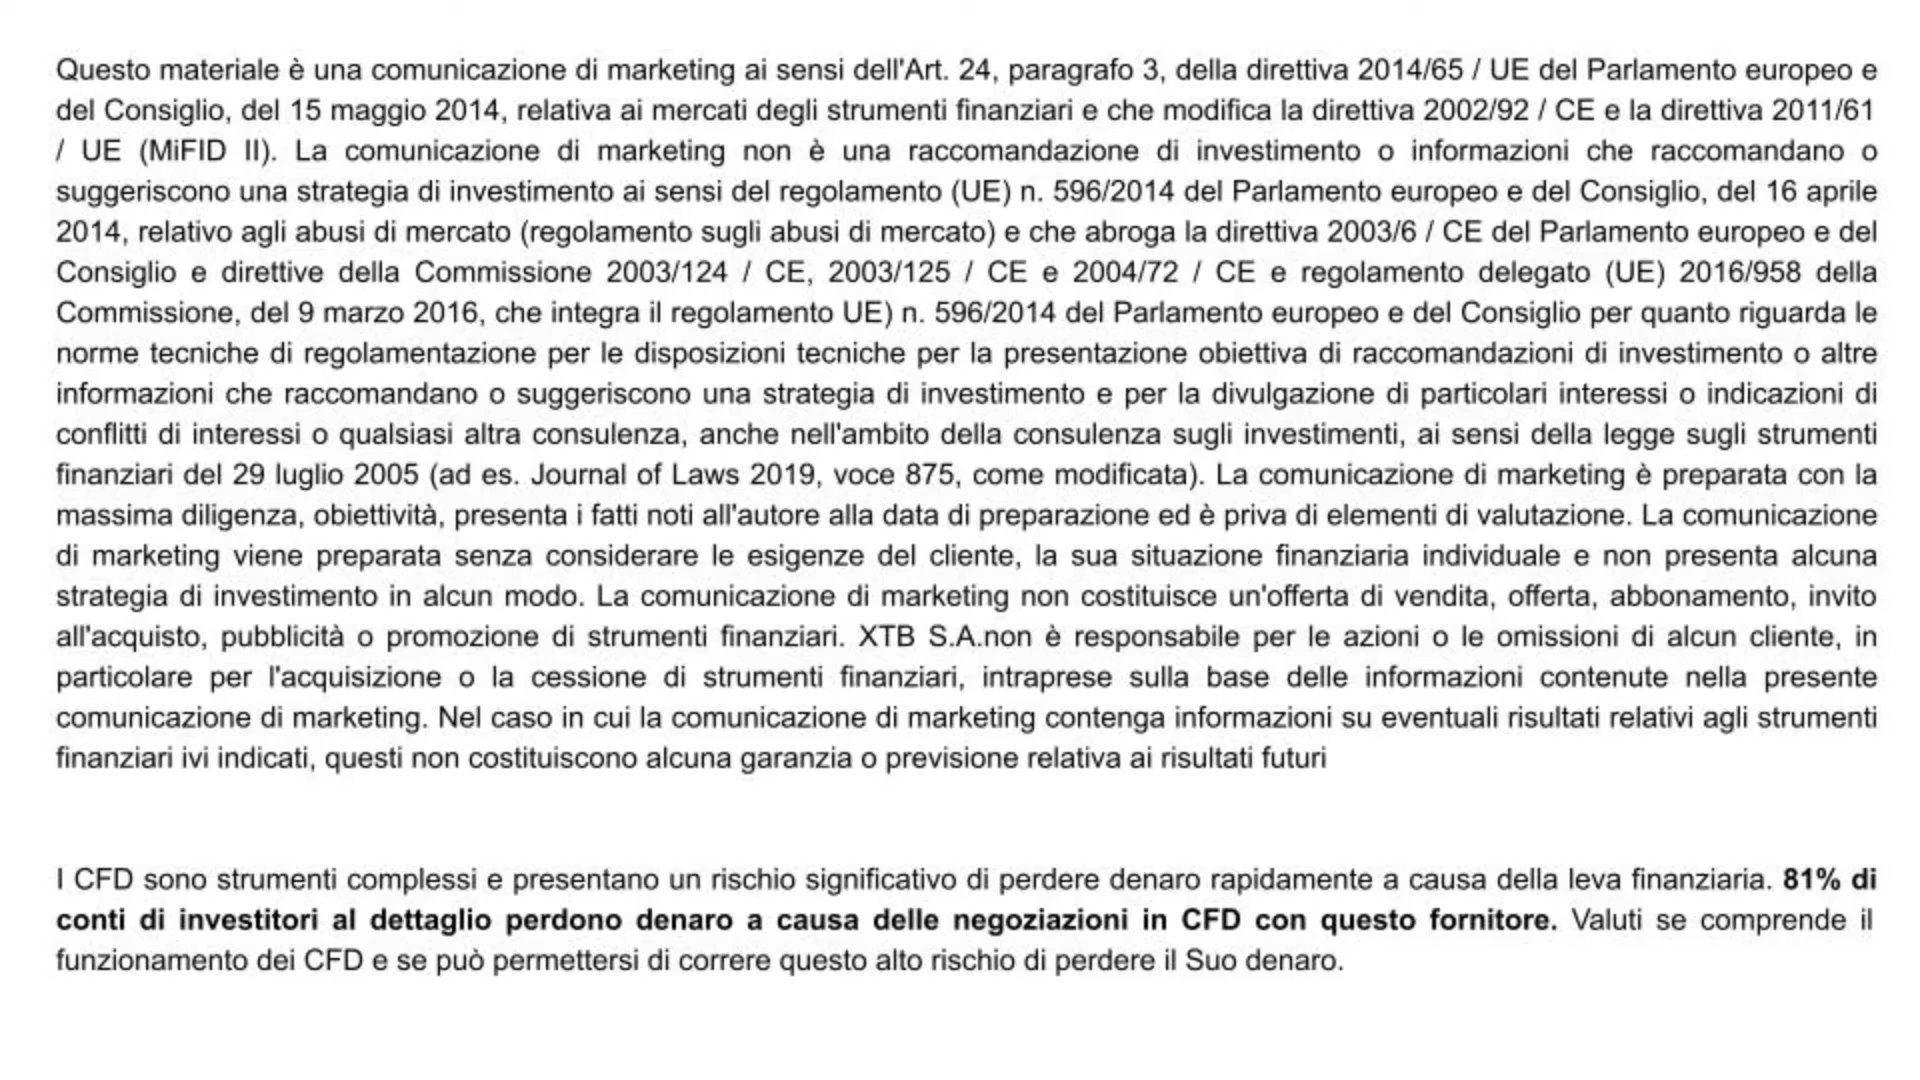 Questo materiale è una comunicazione di marketing ai sensi dell'Art. 24, paragrafo 3, della direttiva 2014/65 / UE del Parlamento europeo e
del Consiglio, del 15 maggio 2014, relativa ai mercati degli strumenti finanziari e che modifica la direttiva 2002/92 / CE e la direttiva 2011/61
/ UE (MiFID II). La comunicazione di marketing non è una raccomandazione di investimento o informazioni che raccomandano o
suggeriscono una strategia di investimento ai sensi del regolamento (UE) n. 596/2014 del Parlamento europeo e del Consiglio, del 16 aprile
2014, relativo agli abusi di mercato (regolamento sugli abusi di mercato) e che abroga la direttiva 2003/6 / CE del Parlamento europeo e del
Consiglio e direttive della Commissione 2003/124 / CE, 2003/125 / CE e 2004/72 / CE e regolamento delegato (UE) 2016/958 della
Commissione, del 9 marzo 2016, che integra il regolamento UE) n. 596/2014 del Parlamento europeo e del Consiglio per quanto riguarda le
norme tecniche di regolamentazione per le disposizioni tecniche per la presentazione obiettiva di raccomandazioni di investimento o altre
informazioni che raccomandano o suggeriscono una strategia di investimento e per la divulgazione di particolari interessi o indicazioni di
conflitti di interessi o qualsiasi altra consulenza, anche nell'ambito della consulenza sugli investimenti, ai sensi della legge sugli strumenti
finanziari del 29 luglio 2005 (ad es. Journal of Laws 2019, voce 875, come modificata). La comunicazione di marketing è preparata con la
massima diligenza, obiettività, presenta i fatti noti all'autore alla data di preparazione ed è priva di elementi di valutazione. La comunicazione
di marketing viene preparata senza considerare le esigenze del cliente, la sua situazione finanziaria individuale e non presenta alcuna
strategia di investimento in alcun modo. La comunicazione di marketing non costituisce un'offerta di vendita, offerta, abbonamento, invito
all'acquisto, pubblicità o promozione di strumenti finanziari. XTB S.A.non è responsabile per le azioni o le omissioni di alcun cliente, in
particolare per l'acquisizione o la cessione di strumenti finanziari, intraprese sulla base delle informazioni contenute nella presente
comunicazione di marketing. Nel caso in cui la comunicazione di marketing contenga informazioni su eventuali risultati relativi agli strumenti
finanziari ivi indicati, questi non costituiscono alcuna garanzia o previsione relativa ai risultati futuri
I CFD sono strumenti complessi e presentano un rischio significativo di perdere denaro rapidamente a causa della leva finanziaria. 81% di
conti di investitori al dettaglio perdono denaro a causa delle negoziazioni in CFD con questo fornitore. Valuti se comprende il
funzionamento dei CFD e se può permettersi di correre questo alto rischio di perdere il Suo denaro.